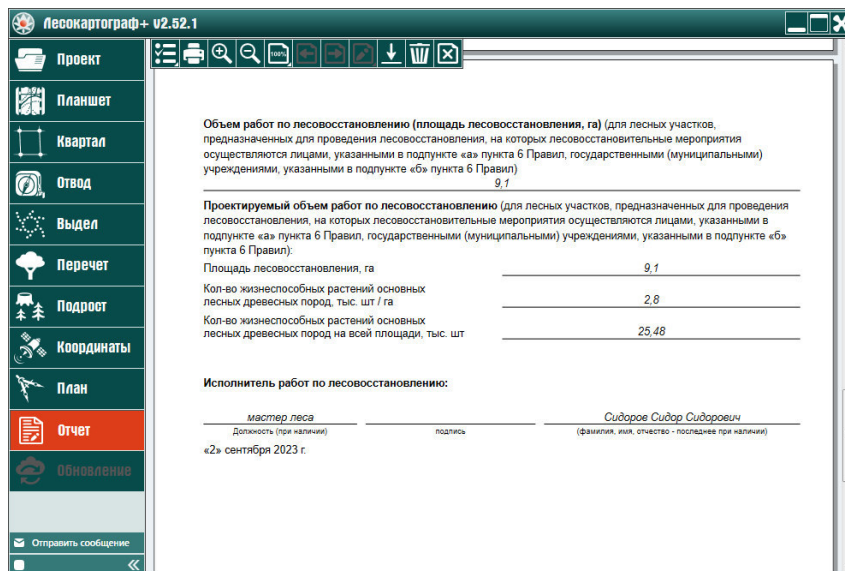 Лесокартограф+ v2.52.1
Проект
Планшет
Квартал
Отвод
Выдел
Перечет
Подрост
Координаты
План
Отчет
Обновление
Отправить сообщение
100%
Объем работ по лесовосстановлению (площадь лесовосстановления, га) (для лесных участков,
предназначенных для проведения лесовосстановления, на которых лесовосстановительные мероприятия
осуществляются лицами, указанными в подпункте «а» пункта 6 Правил, государственными (муниципальными)
учреждениями, указанными в подпункте «б» пункта 6 Правил)
9,1
Проектируемый объем работ по лесовосстановлению (для лесных участков, предназначенных для проведения
лесовосстановления, на которых лесовосстановительные мероприятия осуществляются лицами, указанными в
подпункте «а» пункта 6 Правил, государственными (муниципальными) учреждениями, указанными в подпункте «б»
пункта 6 Правил):
Площадь лесовосстановления, га 9,1
Кол-во жизнеспособных растений основных
лесных древесных пород, тыс. шт / га 2,8
Кол-во жизнеспособных растений основных
лесных древесных пород на всей площади, тыс. шт 25,48
Исполнитель работ по лесовосстановлению:
мастер леса Сидоров Сидор Сидорович
Должность (при наличии) подпись (фамилия, имя, отчество - последнее при наличии)
«2» сентября 2023 г.